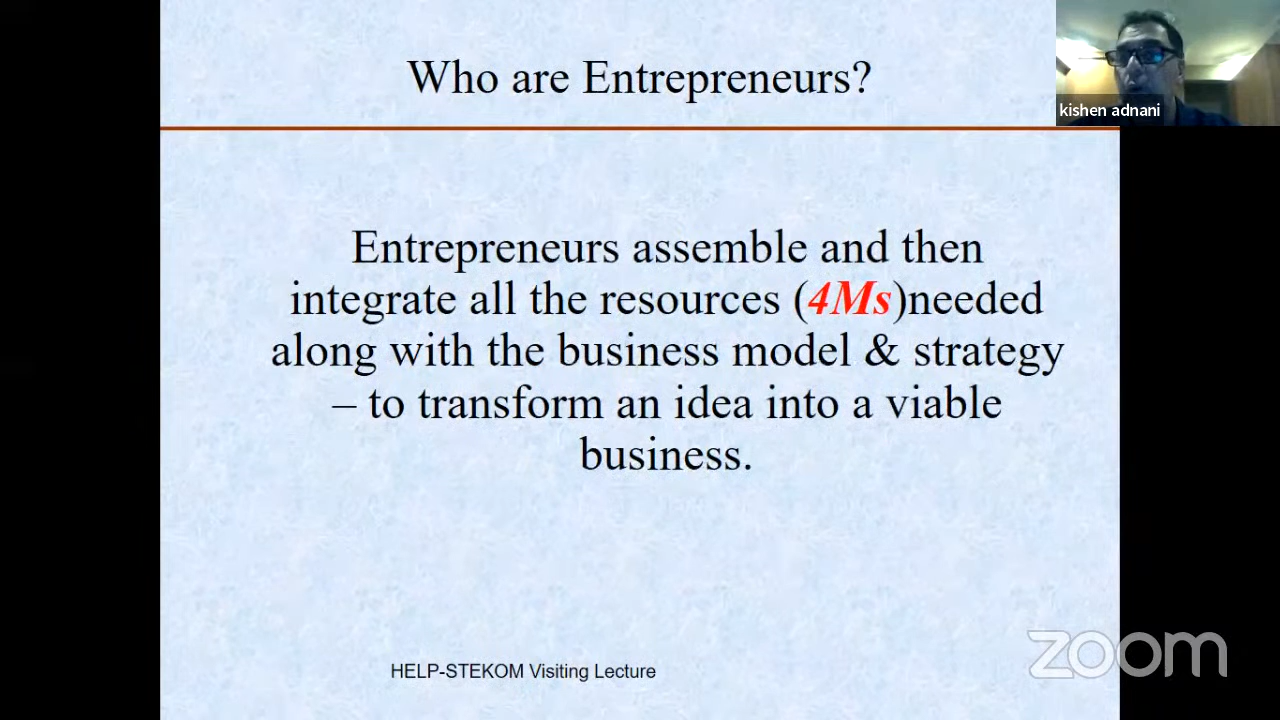 Who are Entrepreneurs?
kishen adnani
Entrepreneurs assemble and then
integrate all the resources (4Ms)needed
along with the business model & strategy
– to transform an idea into a viable
business.
HELP-STEKOM Visiting Lecture
zoom